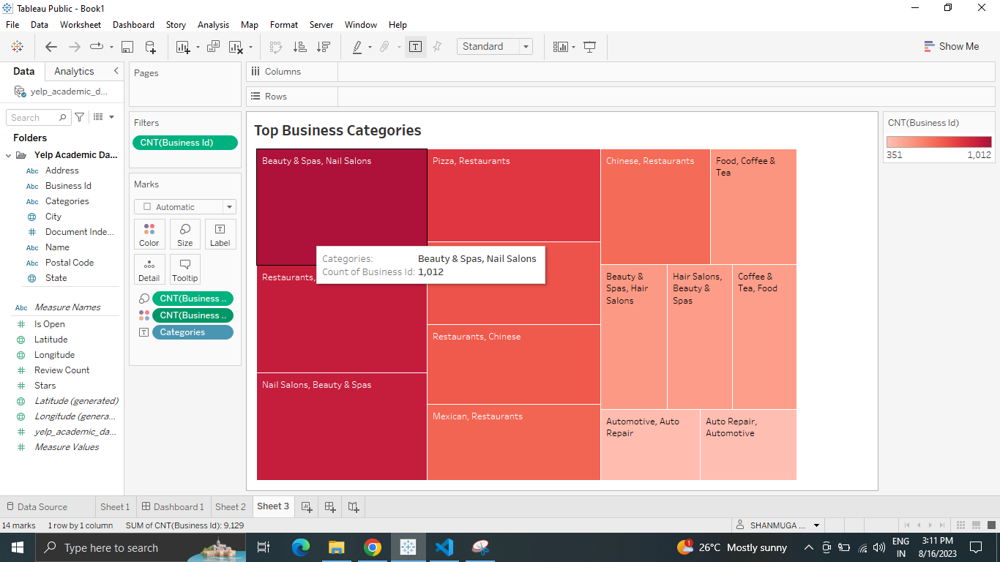 Tableau Public - Book1
File Data Worksheet Dashboard Story Analysis Map Format Server Window Help
Standard
Show Me
Data Analytics
yelp_academic_d...
Search
Folders
Yelp Academic Da...
Abc Address
Abc Business Id
Abc Categories
City
Document Inde...
Abc Name
Abc Postal Code
Abc State
Abc Measure Names
Is Open
Latitude
Longitude
Review Count
Stars
Latitude (generated)
Longitude (genera...
yelp_academic_da...
Measure Values
Pages
Filters
CNT(Business Id)
Marks
Automatic
Color Size Label
Detail Tooltip
CNT(Business ..
CNT(Business ..
Categories
Columns
Rows
Top Business Categories
Beauty & Spas, Nail Salons
Pizza, Restaurants
Chinese, Restaurants
Food, Coffee &
Tea
Categories: Beauty & Spas, Nail Salons
Count of Business Id: 1,012
Restaurants,
Beauty &
Spas, Hair
Salons
Hair Salons,
Beauty &
Spas
Coffee &
Tea, Food
Restaurants, Chinese
Nail Salons, Beauty & Spas
Mexican, Restaurants
Automotive, Auto
Repair
Auto Repair,
Automotive
CNT(Business Id)
351 1,012
Data Source Sheet 1 Dashboard 1 Sheet 2 Sheet 3
14 marks 1 row by 1 column SUM of CNT(Business Id): 9,129
SHANMUGA ...
Type here to search
1
26°C Mostly sunny
ENG
IN
3:11 PM
8/16/2023